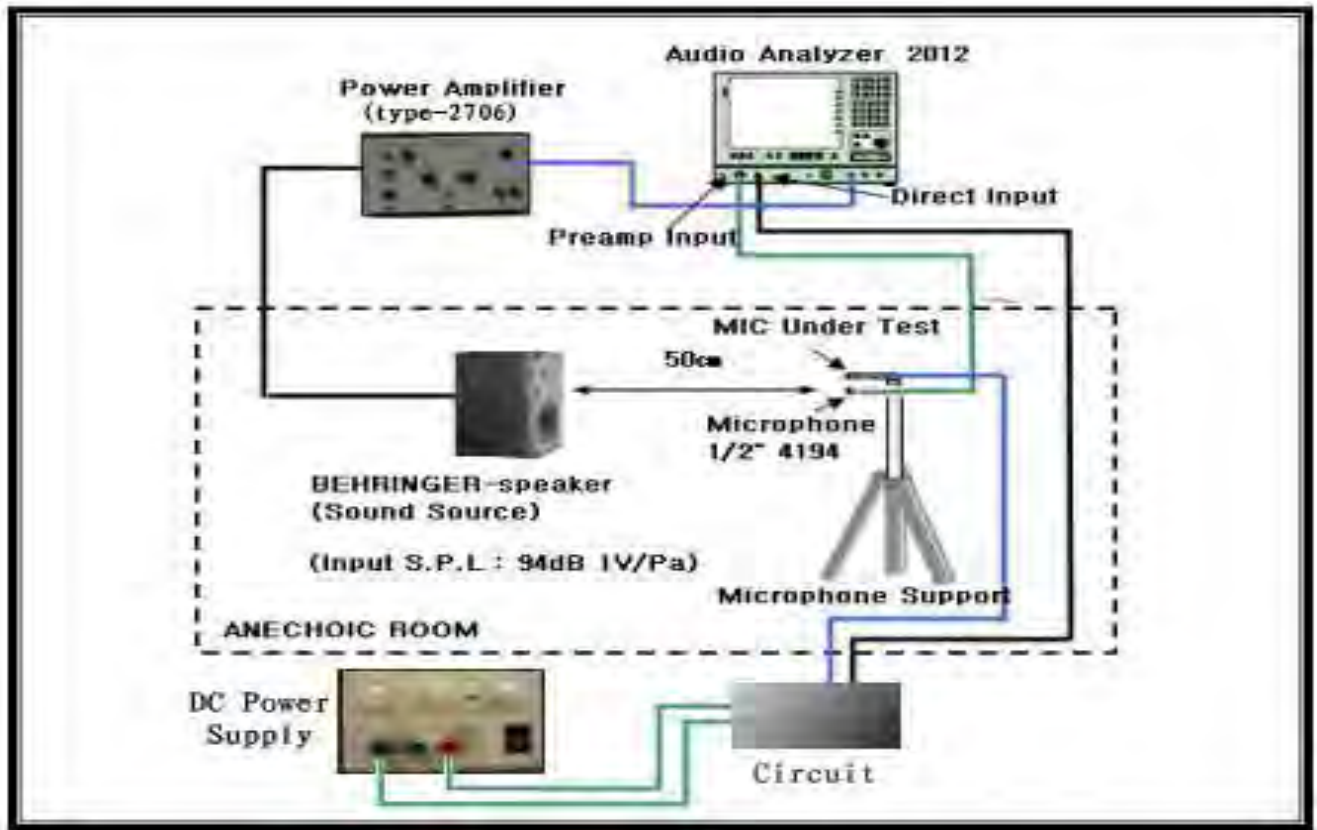 Audio Analyzer 2012
Power Amplifier
(type-2706)
Direct Input
Preamp Input
MIC Under Test
50cm
Microphone
1/2" 4194
BEHRINGER-speaker
(Sound Source)
(Input S.P.L : 94dB 1V/Pa)
Microphone Support
ANECHOIC ROOM
DC Power
Supply
Circuit